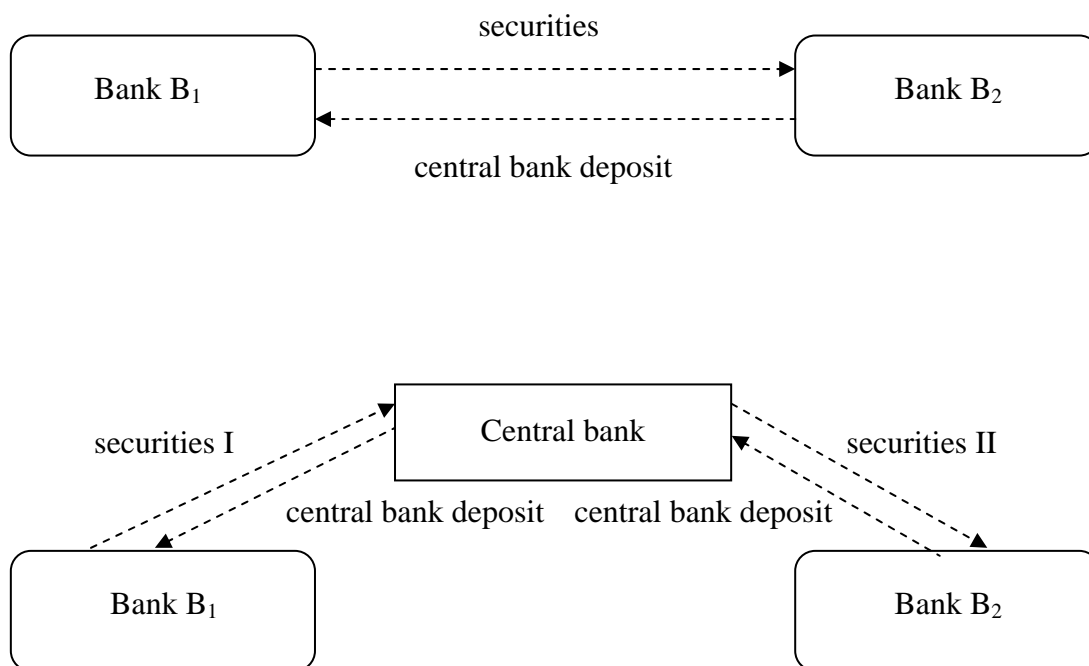 securities
Bank B₁
Bank B₂
central bank deposit
Central bank
securities I
securities II
central bank deposit
central bank deposit
Bank B₁
Bank B₂